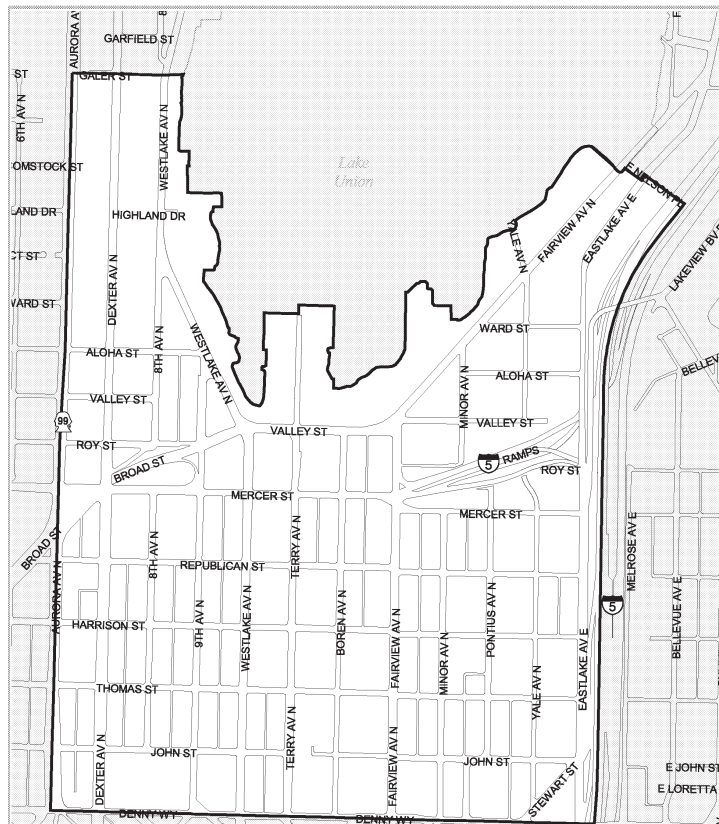 GARFIELD ST
AURORA AV
GALER ST
ST
6TH AV N
WESTLAKE AV N
Lake
Union
OMSTOCK ST
E NELSON PL
LAND DR
HIGHLAND DR
FAIRVIEW AV N
EASTLAKE AV E
LAKEVIEW BV E
CT ST
DEXTER AV N
WARD ST
8TH AV N
WESTLAKE AV N
WARD ST
ALOHA ST
ALOHA ST
BELLEV
VALLEY ST
MINOR AV N
99
VALLEY ST
VALLEY ST
ROY ST
BROAD ST
5
RAMPS
ROY ST
MERCER ST
MERCER ST
BROAD ST
8TH AV N
TERRY AV N
MELROSE AV E
REPUBLICAN ST
AURORA AV N
HARRISON ST
9TH AV N
WESTLAKE AV N
BOREN AV N
FAIRVIEW AV N
MINOR AV N
PONTIUS AV N
5
BELLEVUE AV E
THOMAS ST
YALE AV N
EASTLAKE AV E
DEXTER AV N
JOHN ST
TERRY AV N
FAIRVIEW AV N
JOHN ST
STEWART ST
E JOHN ST
E LORETTA
DENNY WY
DENNY WY